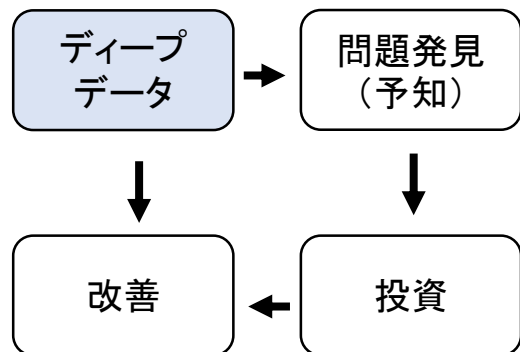 ディープ
データ
問題発見
（予知）
改善
投資